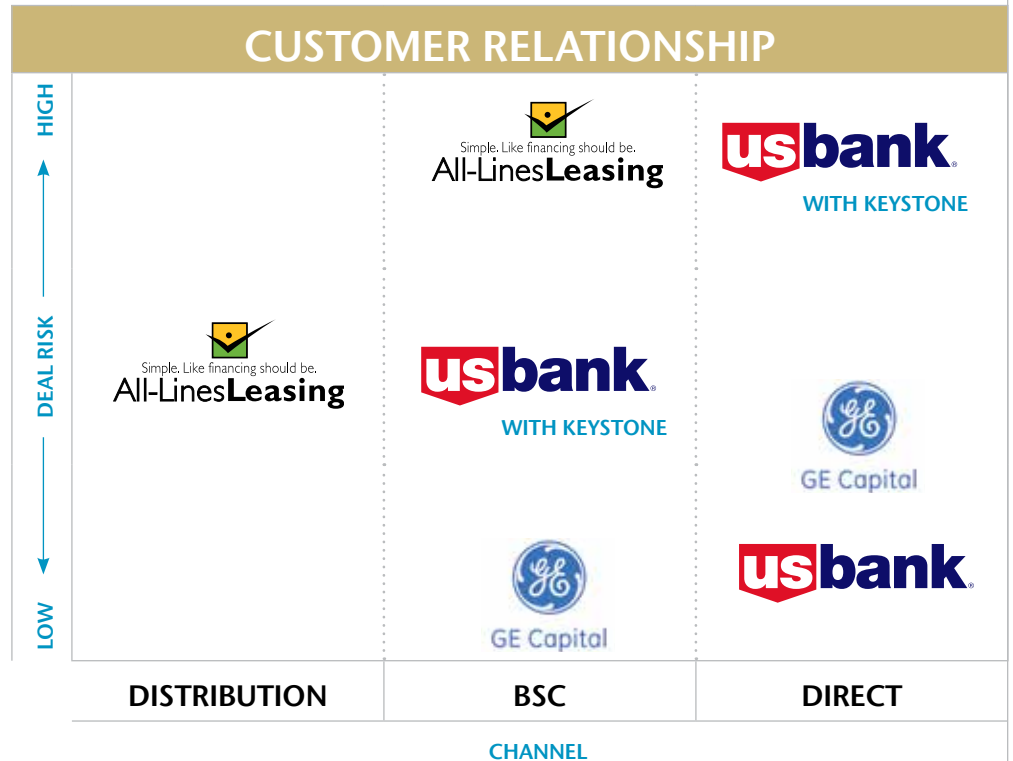 CUSTOMER RELATIONSHIP
HIGH
Simple. Like financing should be.
All-LinesLeasing
usbank®
WITH KEYSTONE
DEAL RISK
Simple. Like financing should be.
All-LinesLeasing
usbank®
WITH KEYSTONE
GE
GE Capital
GE
GE Capital
usbank®
LOW
DISTRIBUTION
BSC
DIRECT
CHANNEL